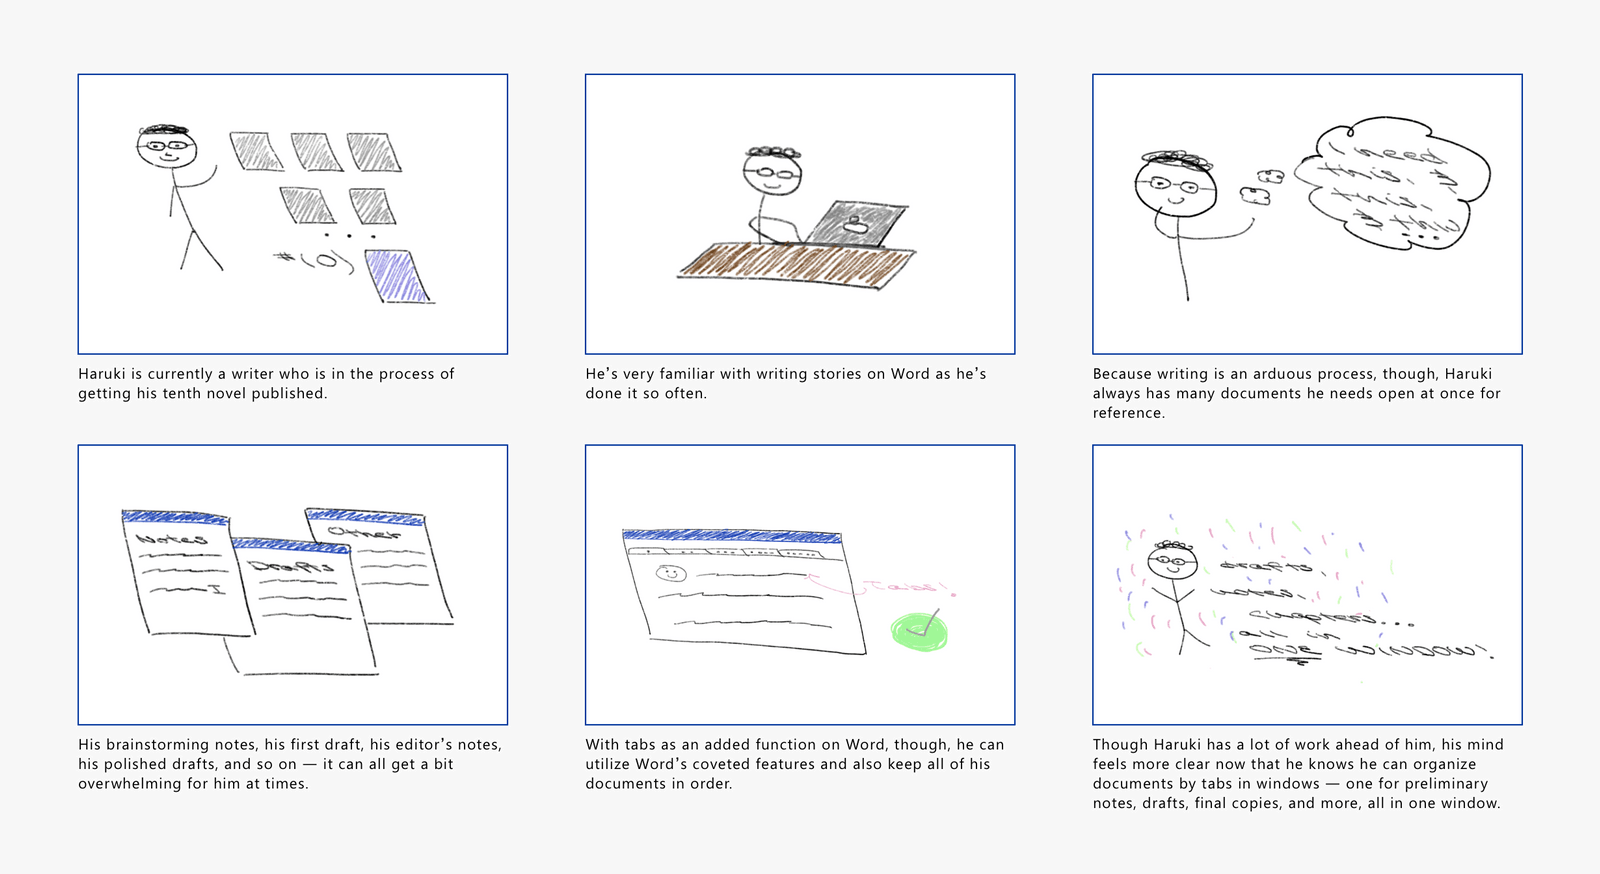 #(10)
Haruki is currently a writer who is in the process of
getting his tenth novel published.
He's very familiar with writing stories on Word as he's
done it so often.
I need
this, &
this,
& this
...
Because writing is an arduous process, though, Haruki
always has many documents he needs open at once for
reference.
Notes
Drafts
Other
His brainstorming notes, his first draft, his editor's notes,
his polished drafts, and so on — it can all get a bit
overwhelming for him at times.
Tabs!
With tabs as an added function on Word, though, he can
utilize Word's coveted features and also keep all of his
documents in order.
drafts,
notes,
chapters...
all in
ONE WINDOW!
Though Haruki has a lot of work ahead of him, his mind
feels more clear now that he knows he can organize
documents by tabs in windows — one for preliminary
notes, drafts, final copies, and more, all in one window.